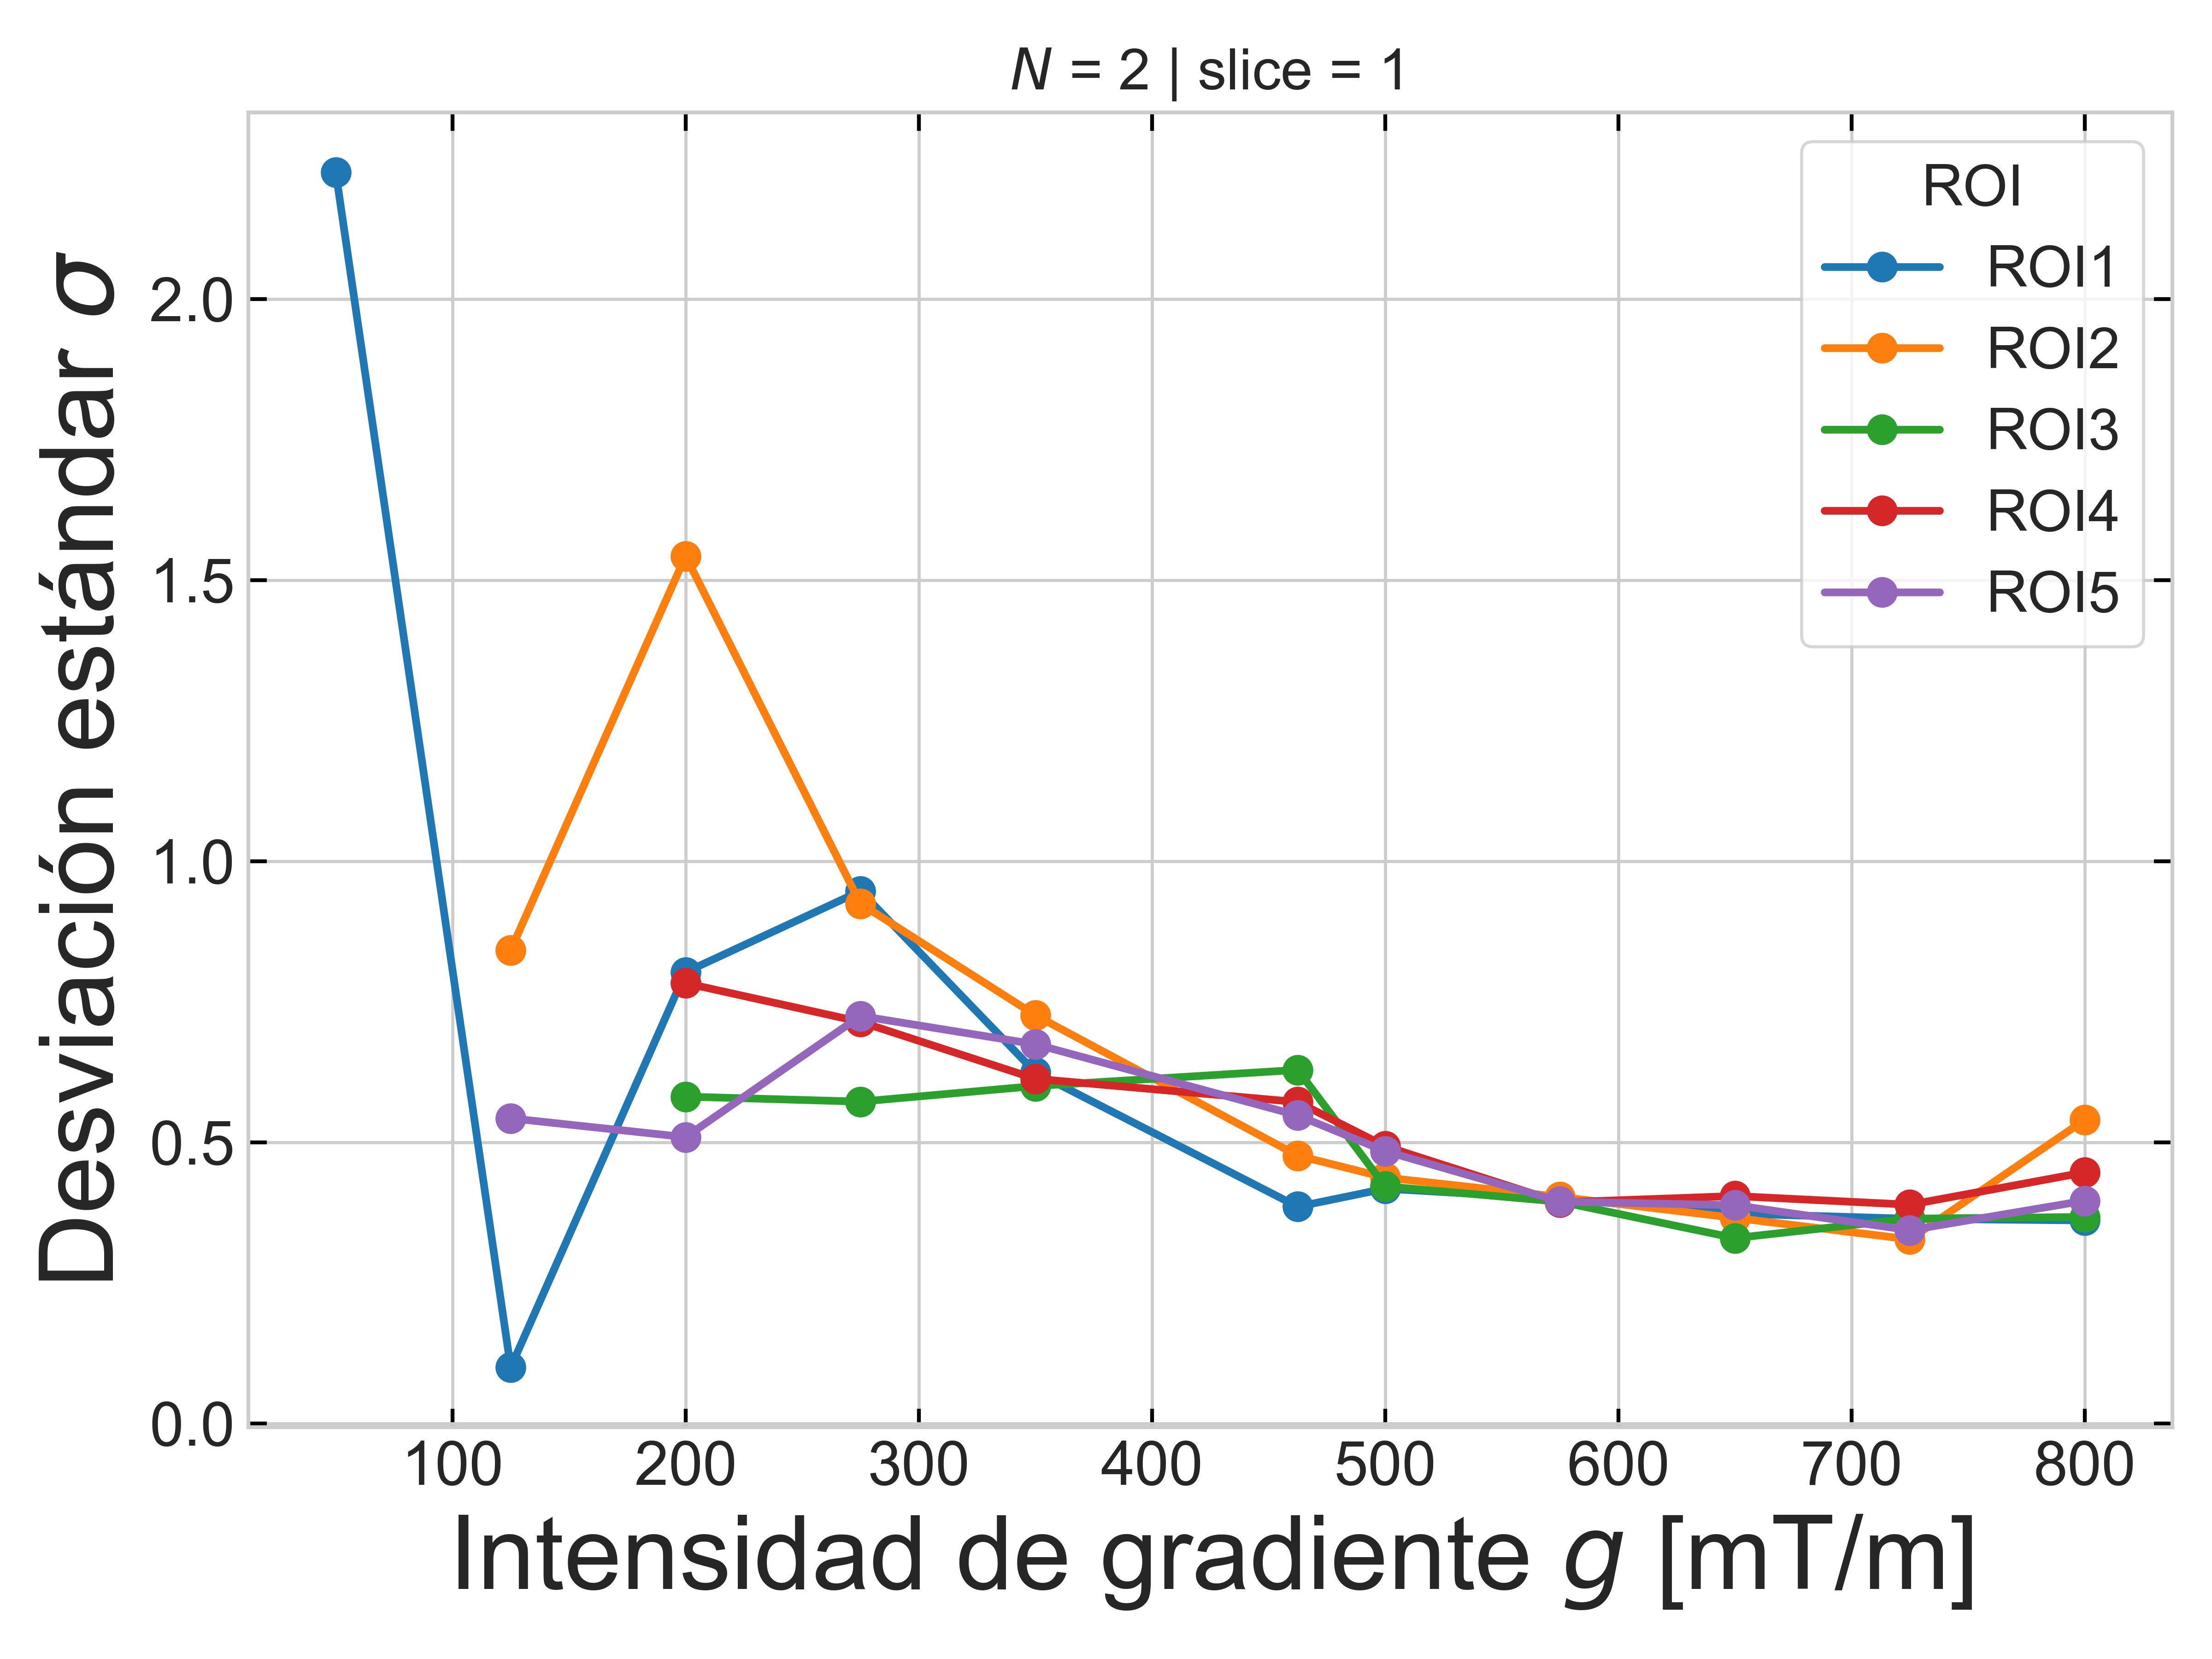 N = 2 | slice = 1
Desviación estándar σ
2.0
1.5
1.0
0.5
0.0
ROI
ROI1
ROI2
ROI3
ROI4
ROI5
100 200 300 400 500 600 700 800
Intensidad de gradiente g [mT/m]